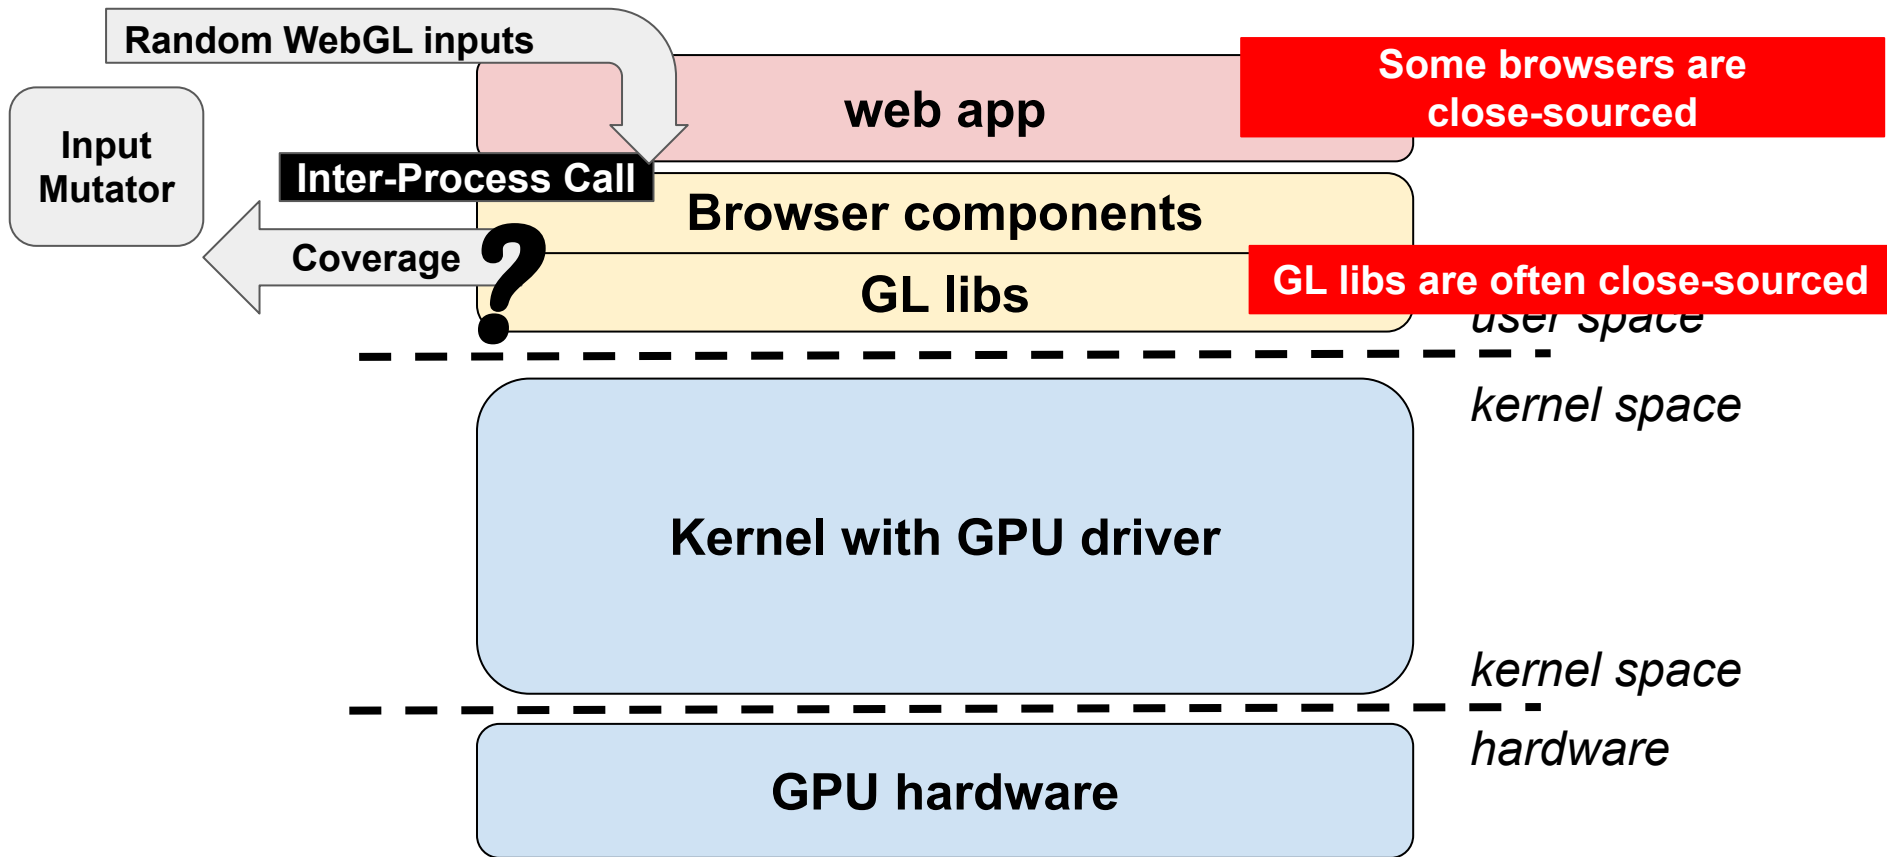 Random WebGL inputs
Some browsers are
close-sourced
web app
Input
Mutator
Inter-Process Call
Browser components
Coverage
?
GL libs
GL libs are often close-sourced
user space
kernel space
Kernel with GPU driver
kernel space
hardware
GPU hardware